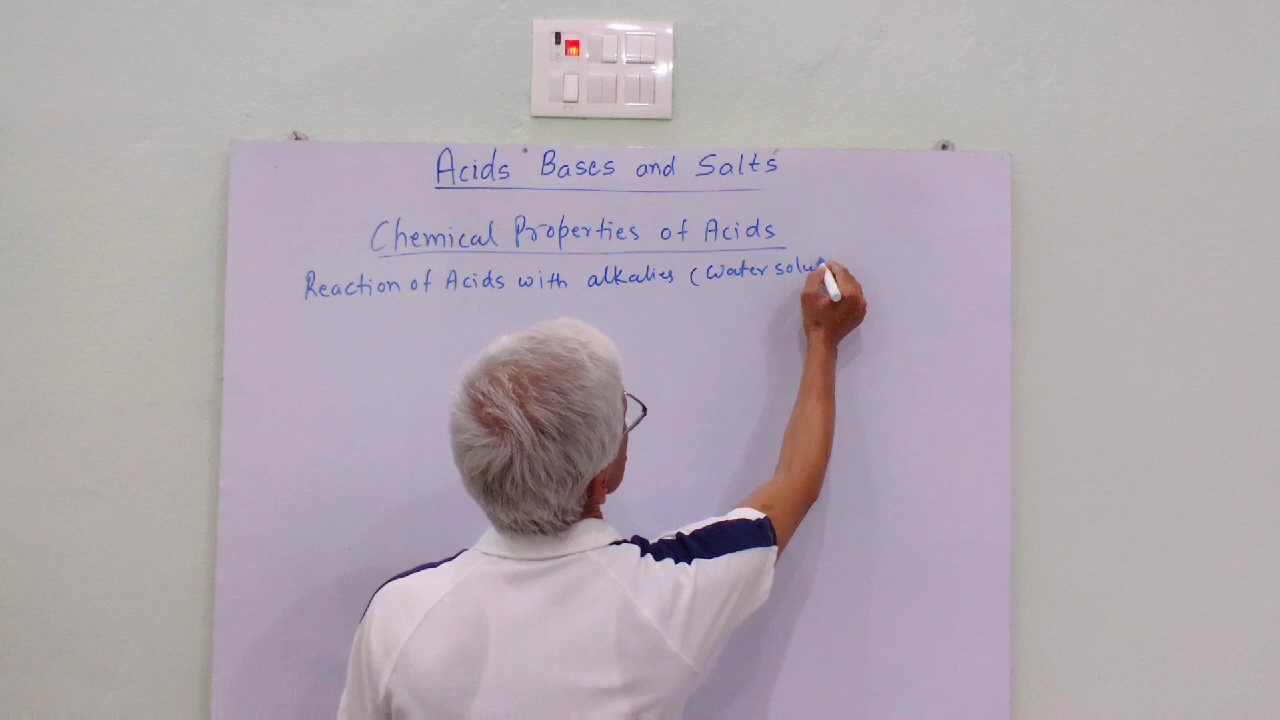 Acids Bases and Salts
Chemical Properties of Acids
Reaction of Acids with alkalies (Water solu